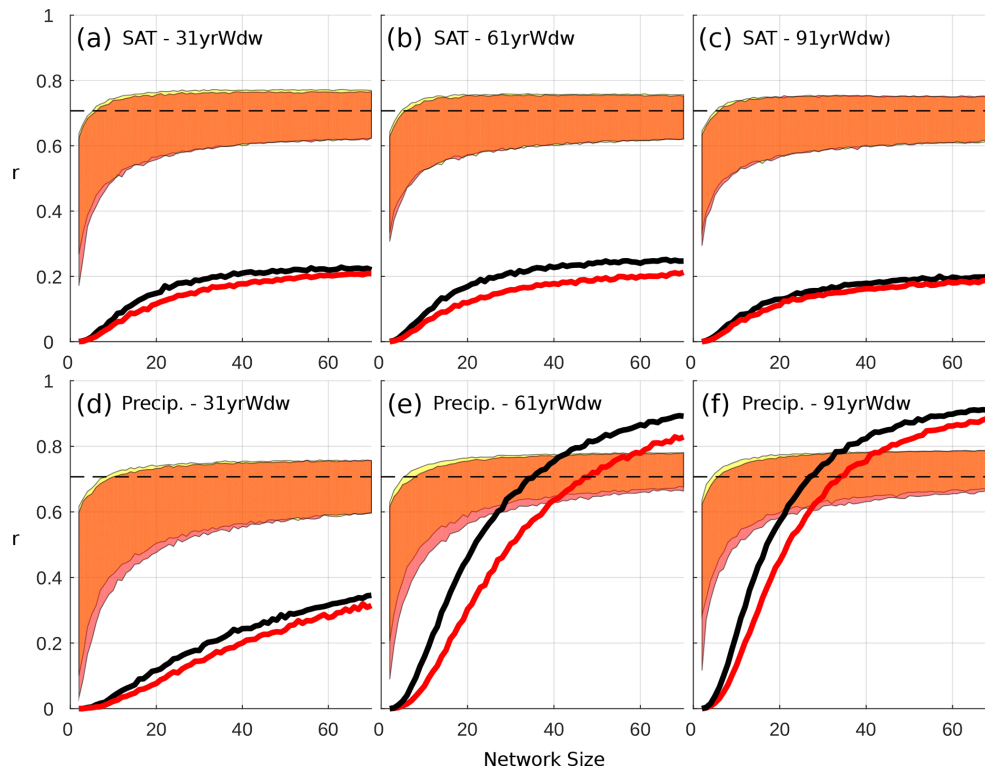 (a) SAT - 31yrWdw
(b) SAT - 61yrWdw
(c) SAT - 91yrWdw)
1
0.8
0.6
r
0.4
0.2
0
0 20 40 60
0 20 40 60
0 20 40 60
(d) Precip. - 31yrWdw
(e) Precip. - 61yrWdw
(f) Precip. - 91yrWdw
1
0.8
0.6
r
0.4
0.2
0
0 20 40 60
0 20 40 60
0 20 40 60
Network Size